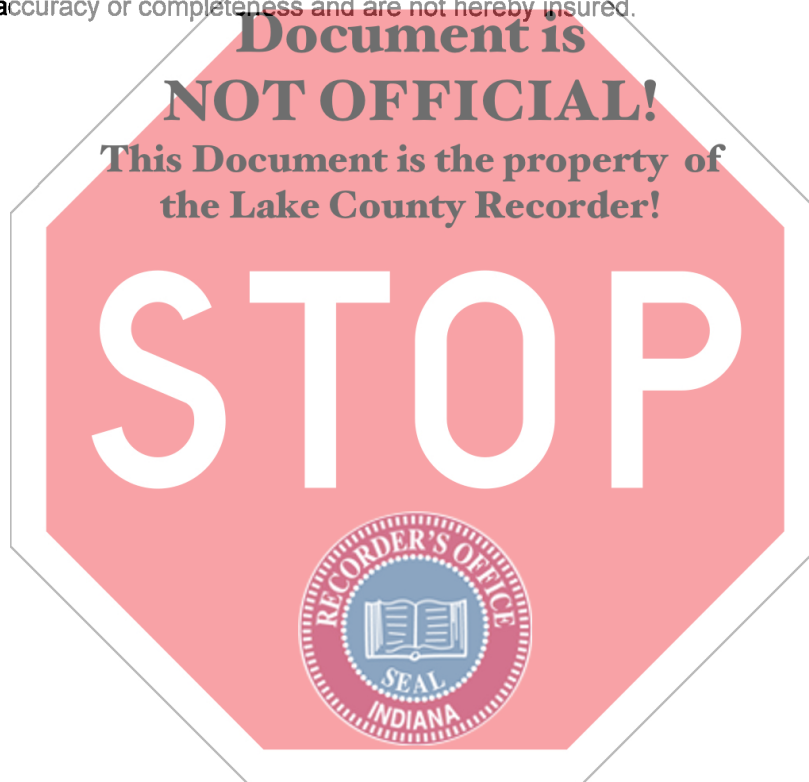 accuracy or completeness and are not hereby insured.
Document is
NOT OFFICIAL!
This Document is the property of
the Lake County Recorder!
STOP
RECORDER'S OFFICE
SEAL
INDIANA